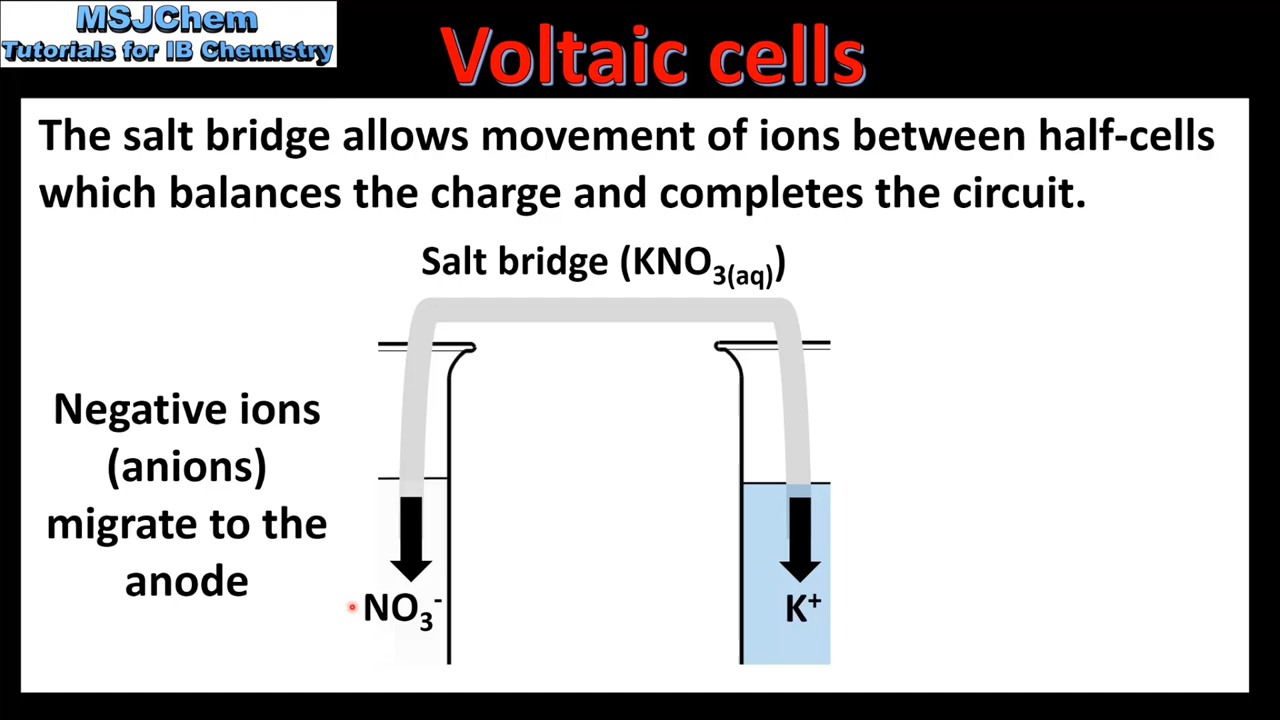 MSJChem
Tutorials for IB Chemistry
Voltaic cells
The salt bridge allows movement of ions between half-cells
which balances the charge and completes the circuit.
Salt bridge (KNO₃₍aq₎)
Negative ions
(anions)
migrate to the
anode
NO₃⁻
K⁺